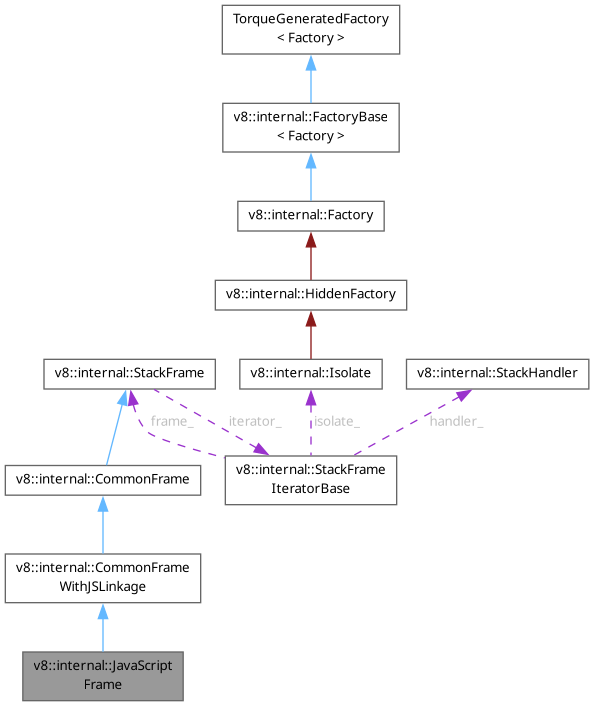 TorqueGeneratedFactory
< Factory >
v8::internal::FactoryBase
< Factory >
v8::internal::Factory
v8::internal::HiddenFactory
v8::internal::StackFrame
v8::internal::Isolate
v8::internal::StackHandler
frame_
iterator_
isolate_
handler_
v8::internal::CommonFrame
v8::internal::StackFrame
IteratorBase
v8::internal::CommonFrame
WithJSLinkage
v8::internal::JavaScript
Frame